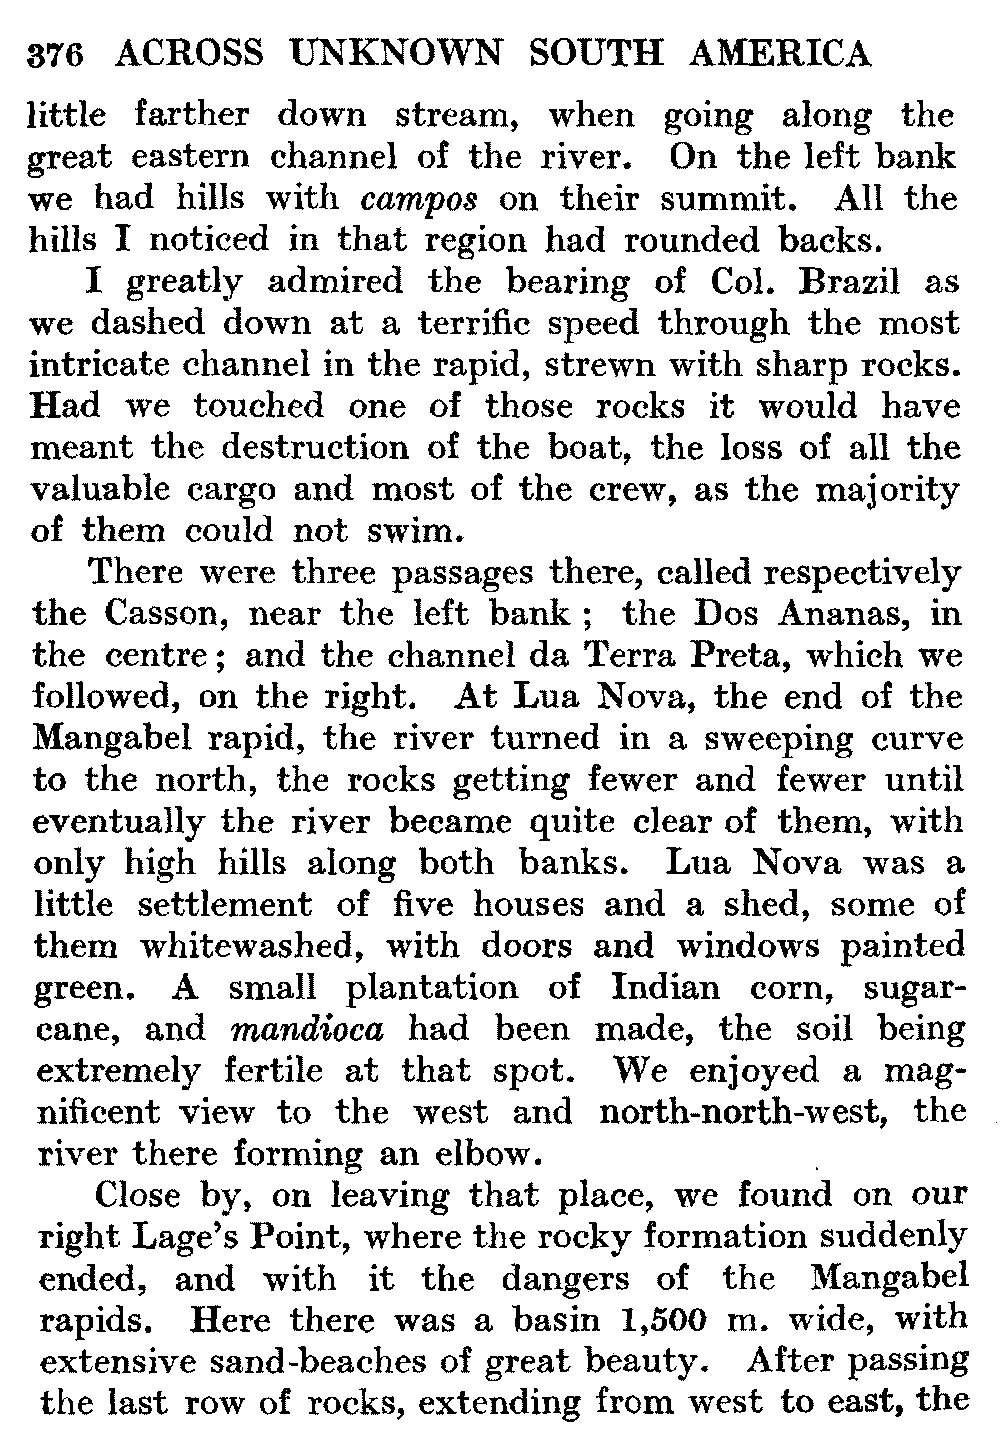 376 ACROSS UNKNOWN SOUTH AMERICA
little farther down stream, when going along the
great eastern channel of the river. On the left bank
we had hills with campos on their summit. All the
hills I noticed in that region had rounded backs.
I greatly admired the bearing of Col. Brazil as
we dashed down at a terrific speed through the most
intricate channel in the rapid, strewn with sharp rocks.
Had we touched one of those rocks it would have
meant the destruction of the boat, the loss of all the
valuable cargo and most of the crew, as the majority
of them could not swim.
There were three passages there, called respectively
the Casson, near the left bank ; the Dos Ananas, in
the centre ; and the channel da Terra Preta, which we
followed, on the right. At Lua Nova, the end of the
Mangabel rapid, the river turned in a sweeping curve
to the north, the rocks getting fewer and fewer until
eventually the river became quite clear of them, with
only high hills along both banks. Lua Nova was a
little settlement of five houses and a shed, some of
them whitewashed, with doors and windows painted
green. A small plantation of Indian corn, sugar-
cane, and mandioca had been made, the soil being
extremely fertile at that spot. We enjoyed a mag-
nificent view to the west and north-north-west, the
river there forming an elbow.
Close by, on leaving that place, we found on our
right Lage's Point, where the rocky formation suddenly
ended, and with it the dangers of the Mangabel
rapids. Here there was a basin 1,500 m. wide, with
extensive sand-beaches of great beauty. After passing
the last row of rocks, extending from west to east, the